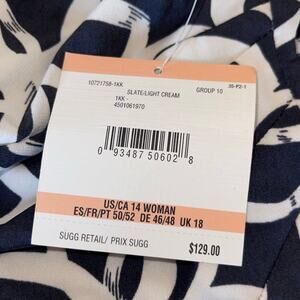 10721758-1KK
GROUP 10
35-P2-1
SLATE/LIGHT CREAM
1KK -
4501061970
0 93487 50602 8
US/CA 14 WOMAN
ES/FR/PT 50/52 DE 46/48 UK 18
SUGG RETAIL/ PRIX SUGG
$129.00